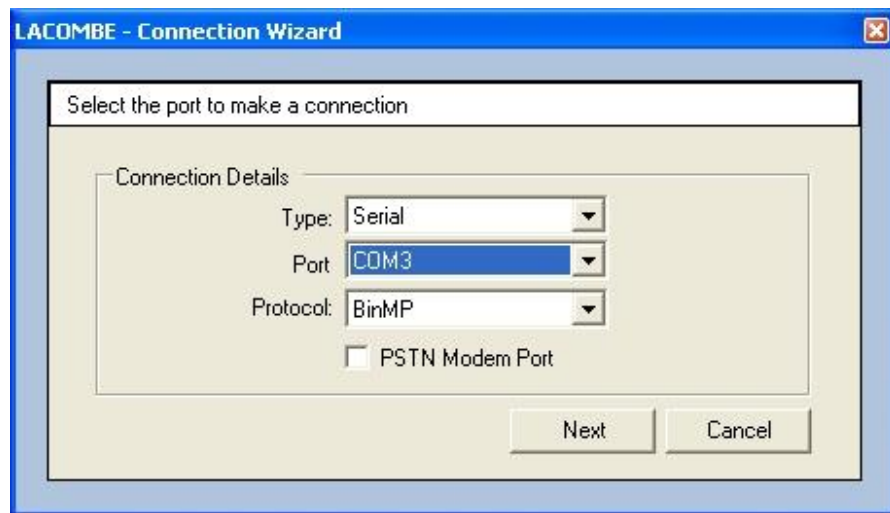 LACOMBE - Connection Wizard
Select the port to make a connection
Connection Details
Type: Serial
Port COM3
Protocol: BinMP
PSTN Modem Port
Next Cancel